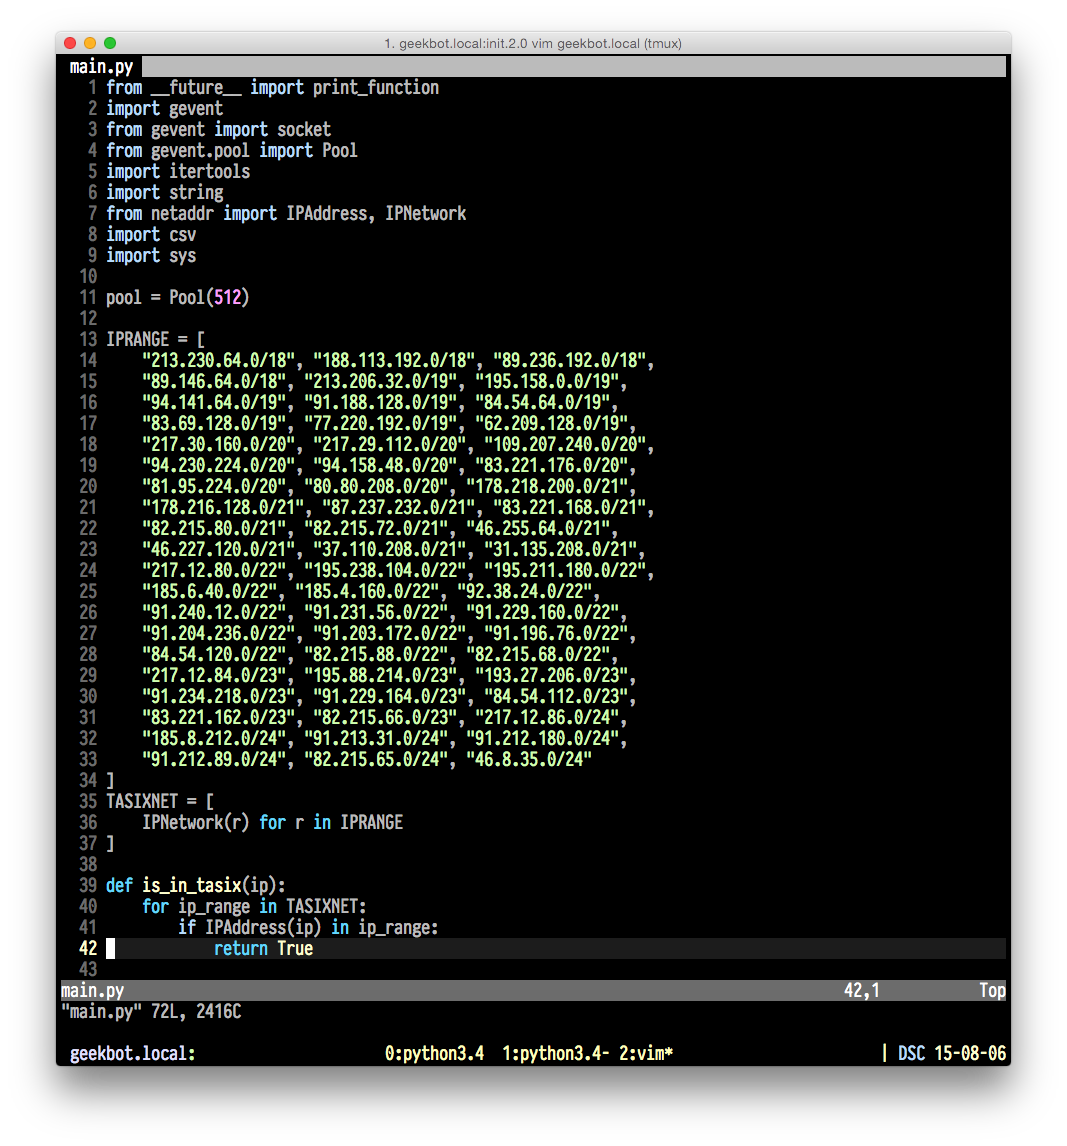 1. geekbot.local:init.2.0 vim geekbot.local (tmux)
main.py
1 from __future__ import print_function
2 import gevent
3 from gevent import socket
4 from gevent.pool import Pool
5 import itertools
6 import string
7 from netaddr import IPAddress, IPNetwork
8 import csv
9 import sys
10
11 pool = Pool(512)
12
13 IPRANGE = [
14     "213.230.64.0/18", "188.113.192.0/18", "89.236.192.0/18",
15     "89.146.64.0/18", "213.206.32.0/19", "195.158.0.0/19",
16     "94.141.64.0/19", "91.188.128.0/19", "84.54.64.0/19",
17     "83.69.128.0/19", "77.220.192.0/19", "62.209.128.0/19",
18     "217.30.160.0/20", "217.29.112.0/20", "109.207.240.0/20",
19     "94.230.224.0/20", "94.158.48.0/20", "83.221.176.0/20",
20     "81.95.224.0/20", "80.80.208.0/20", "178.218.200.0/21",
21     "178.216.128.0/21", "87.237.232.0/21", "83.221.168.0/21",
22     "82.215.80.0/21", "82.215.72.0/21", "46.255.64.0/21",
23     "46.227.120.0/21", "37.110.208.0/21", "31.135.208.0/21",
24     "217.12.80.0/22", "195.238.104.0/22", "195.211.180.0/22",
25     "185.6.40.0/22", "185.4.160.0/22", "92.38.24.0/22",
26     "91.240.12.0/22", "91.231.56.0/22", "91.229.160.0/22",
27     "91.204.236.0/22", "91.203.172.0/22", "91.196.76.0/22",
28     "84.54.120.0/22", "82.215.88.0/22", "82.215.68.0/22",
29     "217.12.84.0/23", "195.88.214.0/23", "193.27.206.0/23",
30     "91.234.218.0/23", "91.229.164.0/23", "84.54.112.0/23",
31     "83.221.162.0/23", "82.215.66.0/23", "217.12.86.0/24",
32     "185.8.212.0/24", "91.213.31.0/24", "91.212.180.0/24",
33     "91.212.89.0/24", "82.215.65.0/24", "46.8.35.0/24"
34 ]
35 TASIXNET = [
36     IPNetwork(r) for r in IPRANGE
37 ]
38
39 def is_in_tasix(ip):
40     for ip_range in TASIXNET:
41         if IPAddress(ip) in ip_range:
42             return True
43
main.py 42,1 Top
"main.py" 72L, 2416C
geekbot.local: 0:python3.4 1:python3.4- 2:vim* | DSC 15-08-06